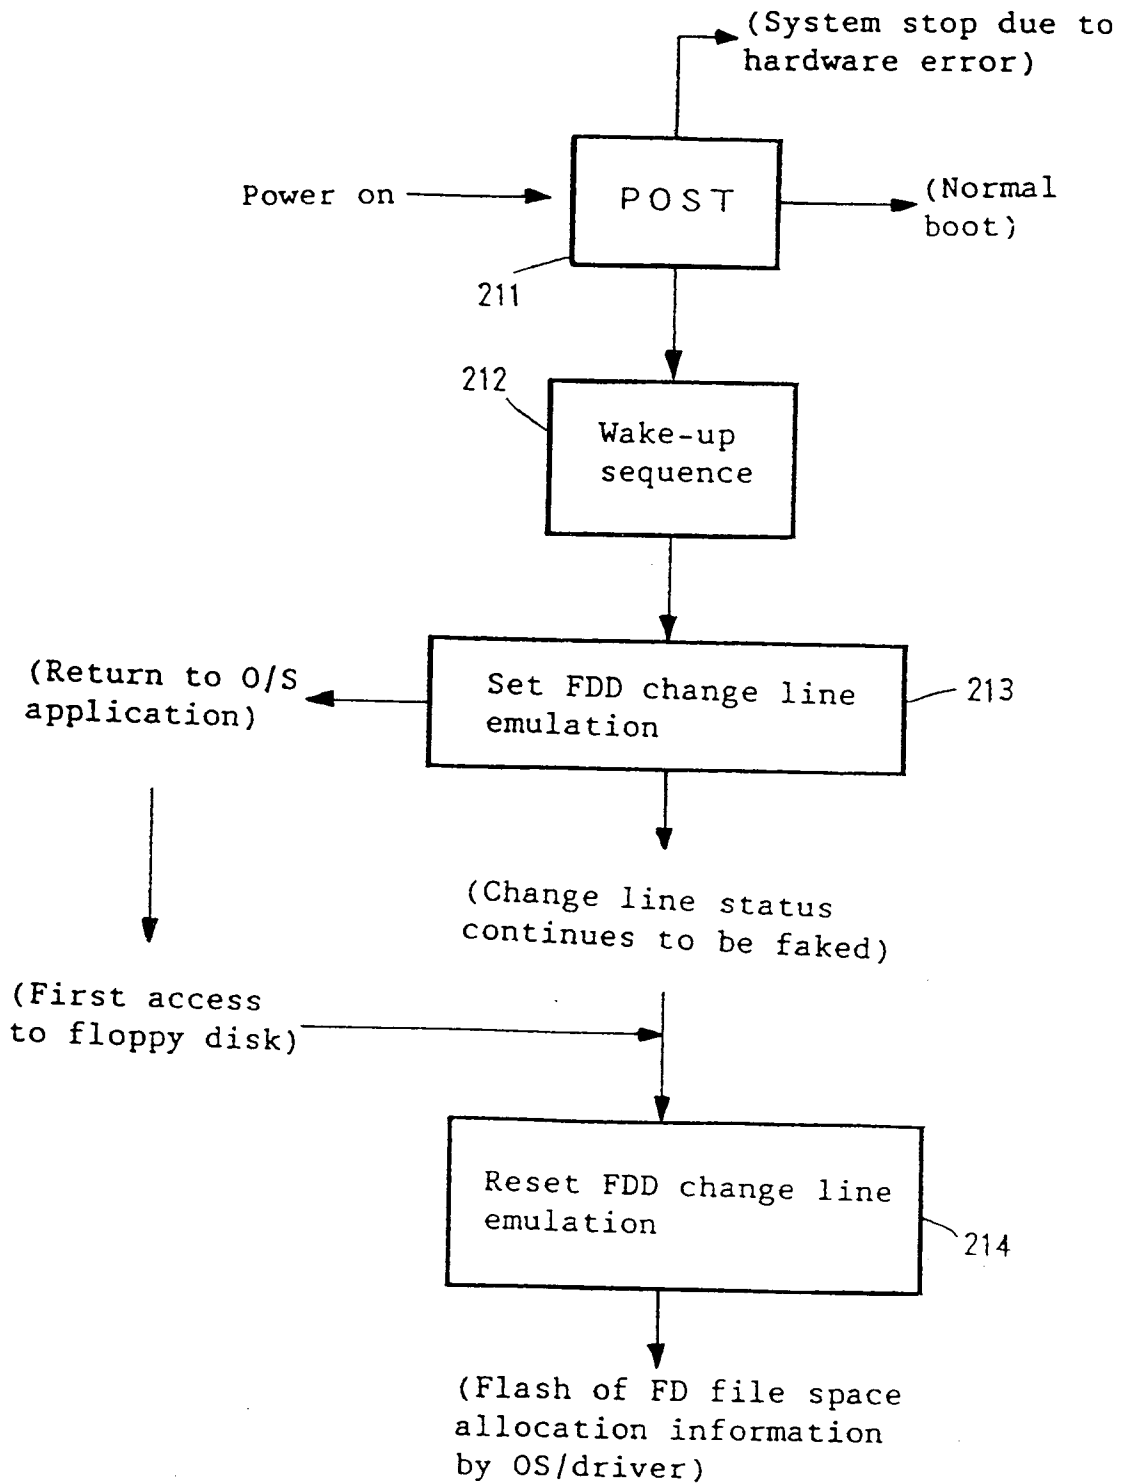 (System stop due to
hardware error)
Power on
POST
(Normal
boot)
211
212
Wake-up
sequence
(Return to O/S
application)
Set FDD change line
emulation
213
(Change line status
continues to be faked)
(First access
to floppy disk)
Reset FDD change line
emulation
214
(Flash of FD file space
allocation information
by OS/driver)